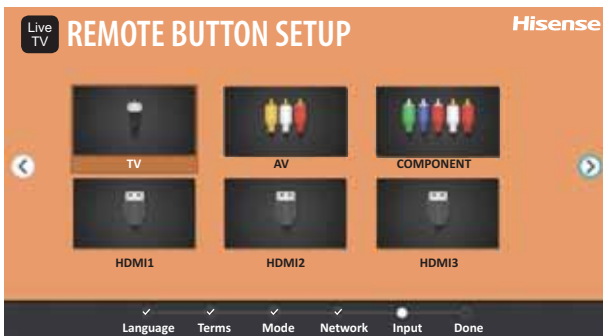 Live
TV
REMOTE BUTTON SETUP
Hisense
TV
AV
COMPONENT
HDMI1
HDMI2
HDMI3
Language Terms Mode Network Input Done